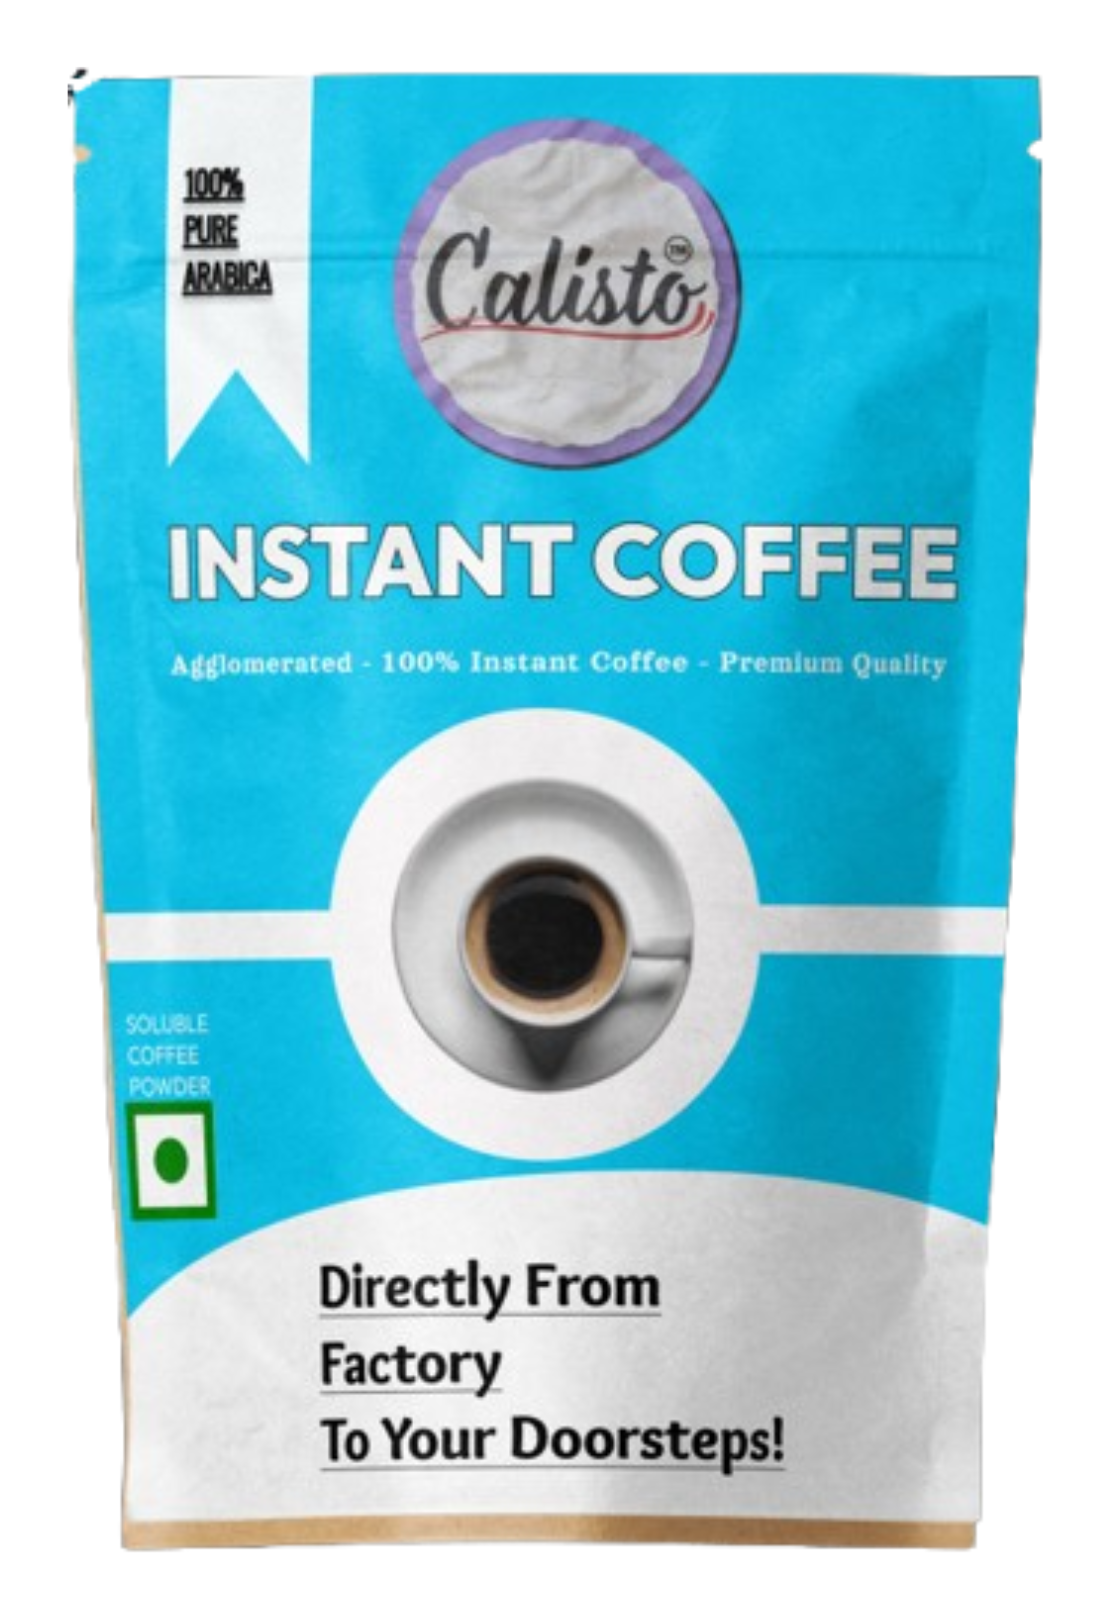 100%
PURE
ARABICA
Calisto™
INSTANT COFFEE
Agglomerated - 100% Instant Coffee - Premium Quality
SOLUBLE
COFFEE
POWDER
Directly From
Factory
To Your Doorsteps!